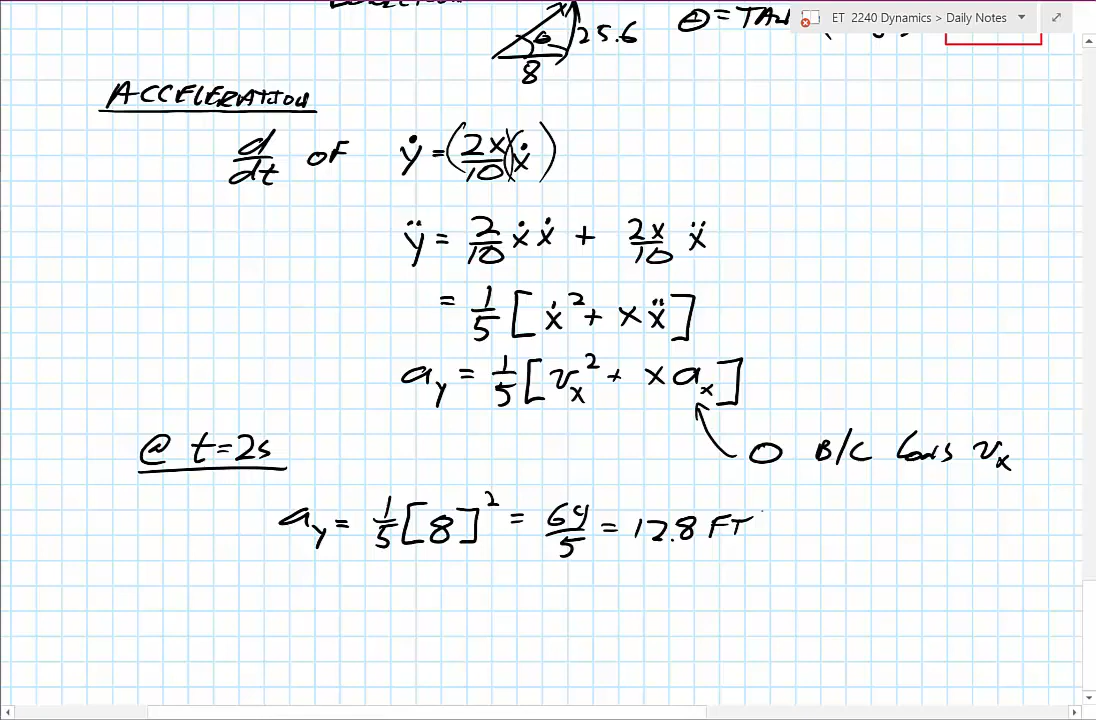 θ = TAN
ET 2240 Dynamics > Daily Notes
25.6
θ
8
ACCELERATION
d/dt OF ẏ = (2x/10)(ẋ)
ÿ = 2/10 ẋẋ + 2x/10 ẍ
= 1/5 [ẋ² + xẍ]
a_y = 1/5 [v_x² + x a_x]
@ t=2s
0 B/C CONS v_x
a_y = 1/5 [8]² = 64/5 = 12.8 FT